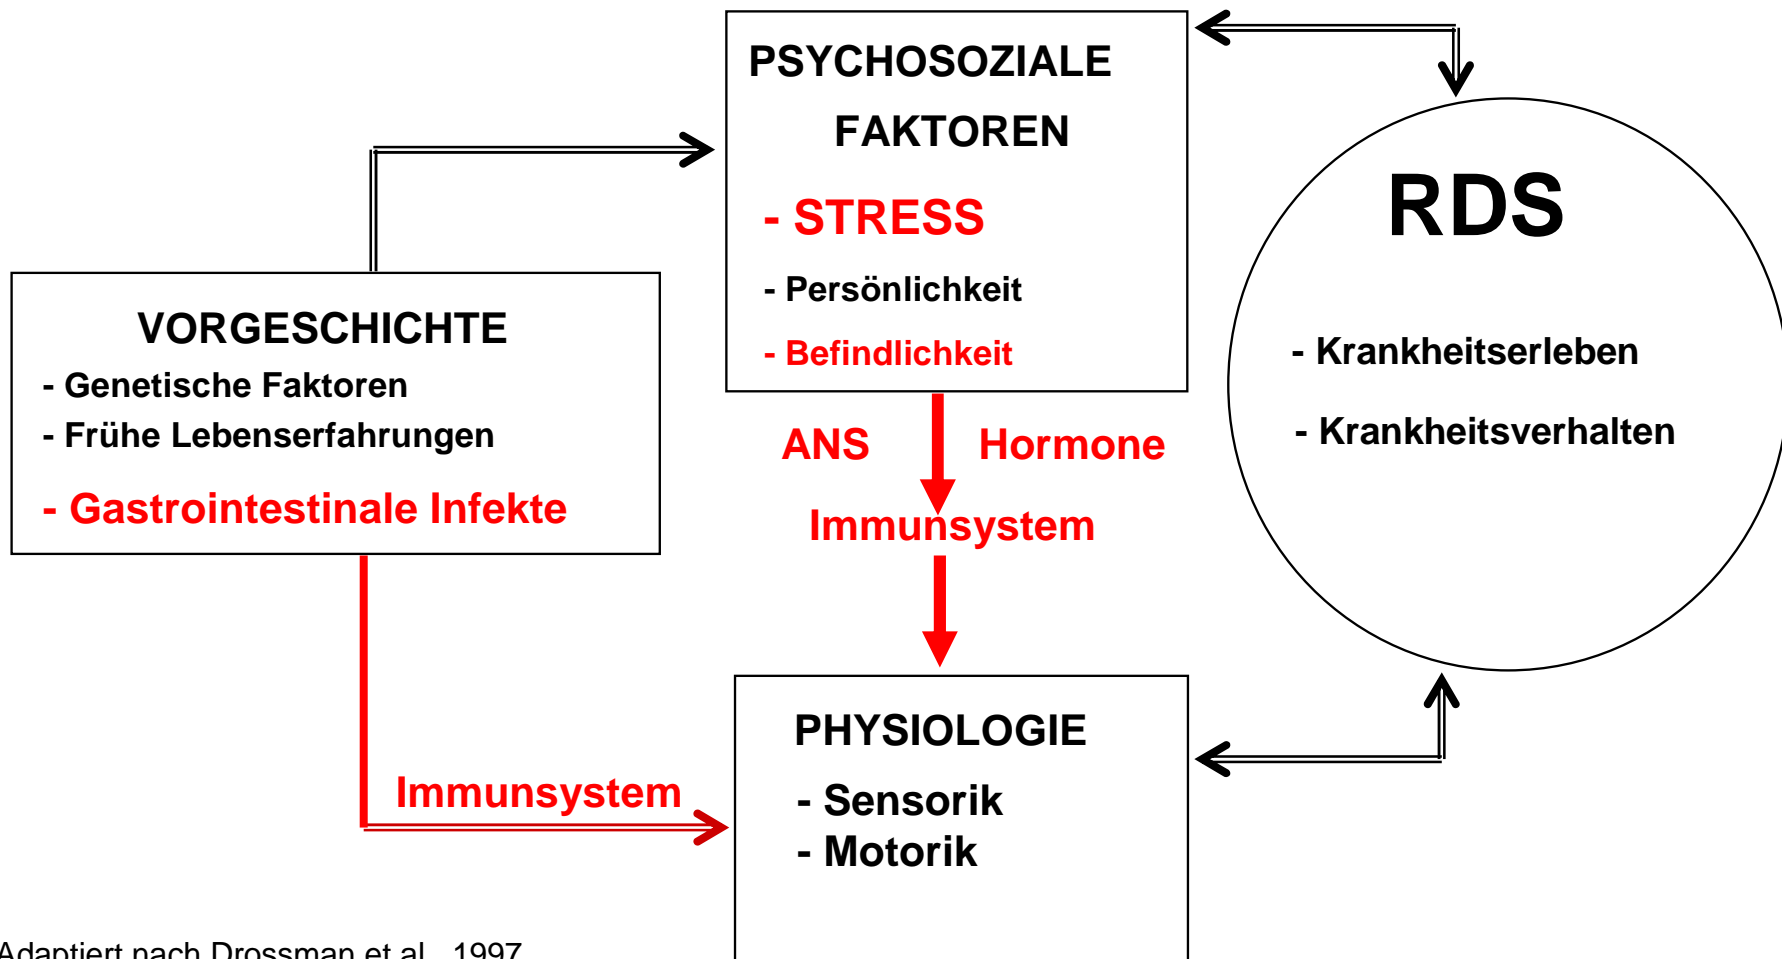 PSYCHOSOZIALE
FAKTOREN
- STRESS
- Persönlichkeit
- Befindlichkeit
RDS
- Krankheitserleben
- Krankheitsverhalten
VORGESCHICHTE
- Genetische Faktoren
- Frühe Lebenserfahrungen
- Gastrointestinale Infekte
ANS Hormone
Immunsystem
Immunsystem
PHYSIOLOGIE
- Sensorik
- Motorik
Adaptiert nach Drossman et al., 1997